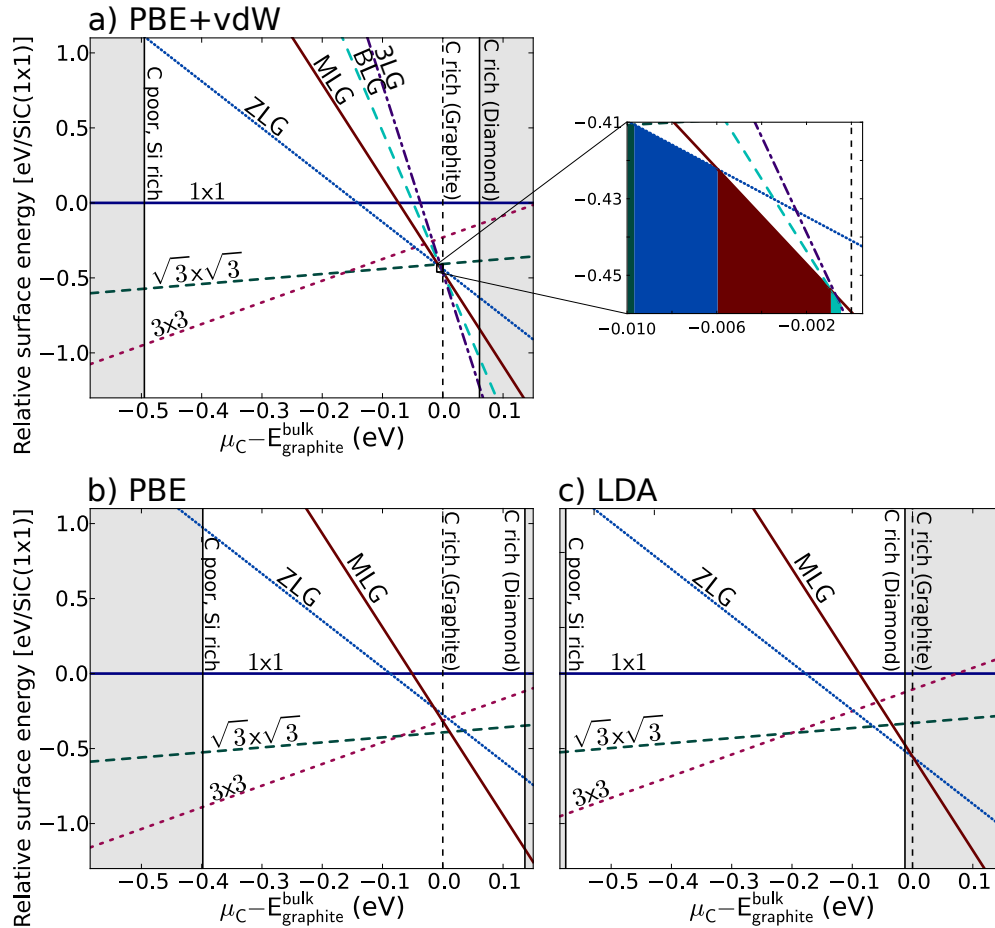 a) PBE+vdW
Relative surface energy [eV/SiC(1x1)]
1.0
0.5
0.0
−0.5
−1.0
C poor, Si rich
ZLG
MLG
BLG
3LG
C rich (Graphite)
C rich (Diamond)
1x1
√3x√3
3x3
−0.5 −0.4 −0.3 −0.2 −0.1 0.0 0.1
μC−E bulk graphite (eV)
−0.41
−0.43
−0.45
−0.010 −0.006 −0.002
b) PBE
Relative surface energy [eV/SiC(1x1)]
1.0
0.5
0.0
−0.5
−1.0
C poor, Si rich
ZLG
MLG
C rich (Graphite)
C rich (Diamond)
1x1
√3x√3
3x3
−0.5 −0.4 −0.3 −0.2 −0.1 0.0 0.1
μC−E bulk graphite (eV)
c) LDA
C poor, Si rich
ZLG
MLG
C rich (Diamond)
C rich (Graphite)
1x1
√3x√3
3x3
−0.5 −0.4 −0.3 −0.2 −0.1 0.0 0.1
μC−E bulk graphite (eV)